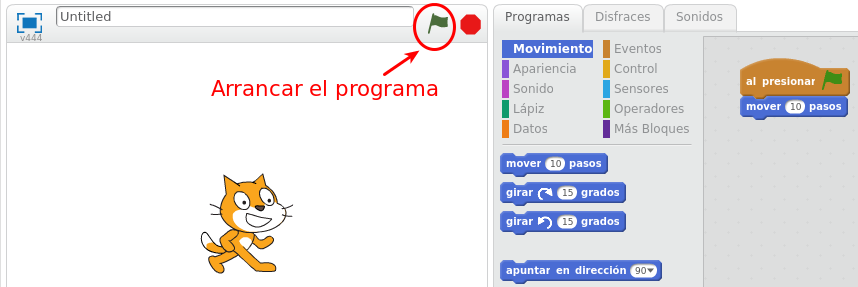 Untitled
v444
Arrancar el programa
Programas
Disfraces
Sonidos
Movimiento
Apariencia
Sonido
Lápiz
Datos
Eventos
Control
Sensores
Operadores
Más Bloques
mover 10 pasos
girar 15 grados
girar 15 grados
apuntar en dirección 90
al presionar
mover 10 pasos